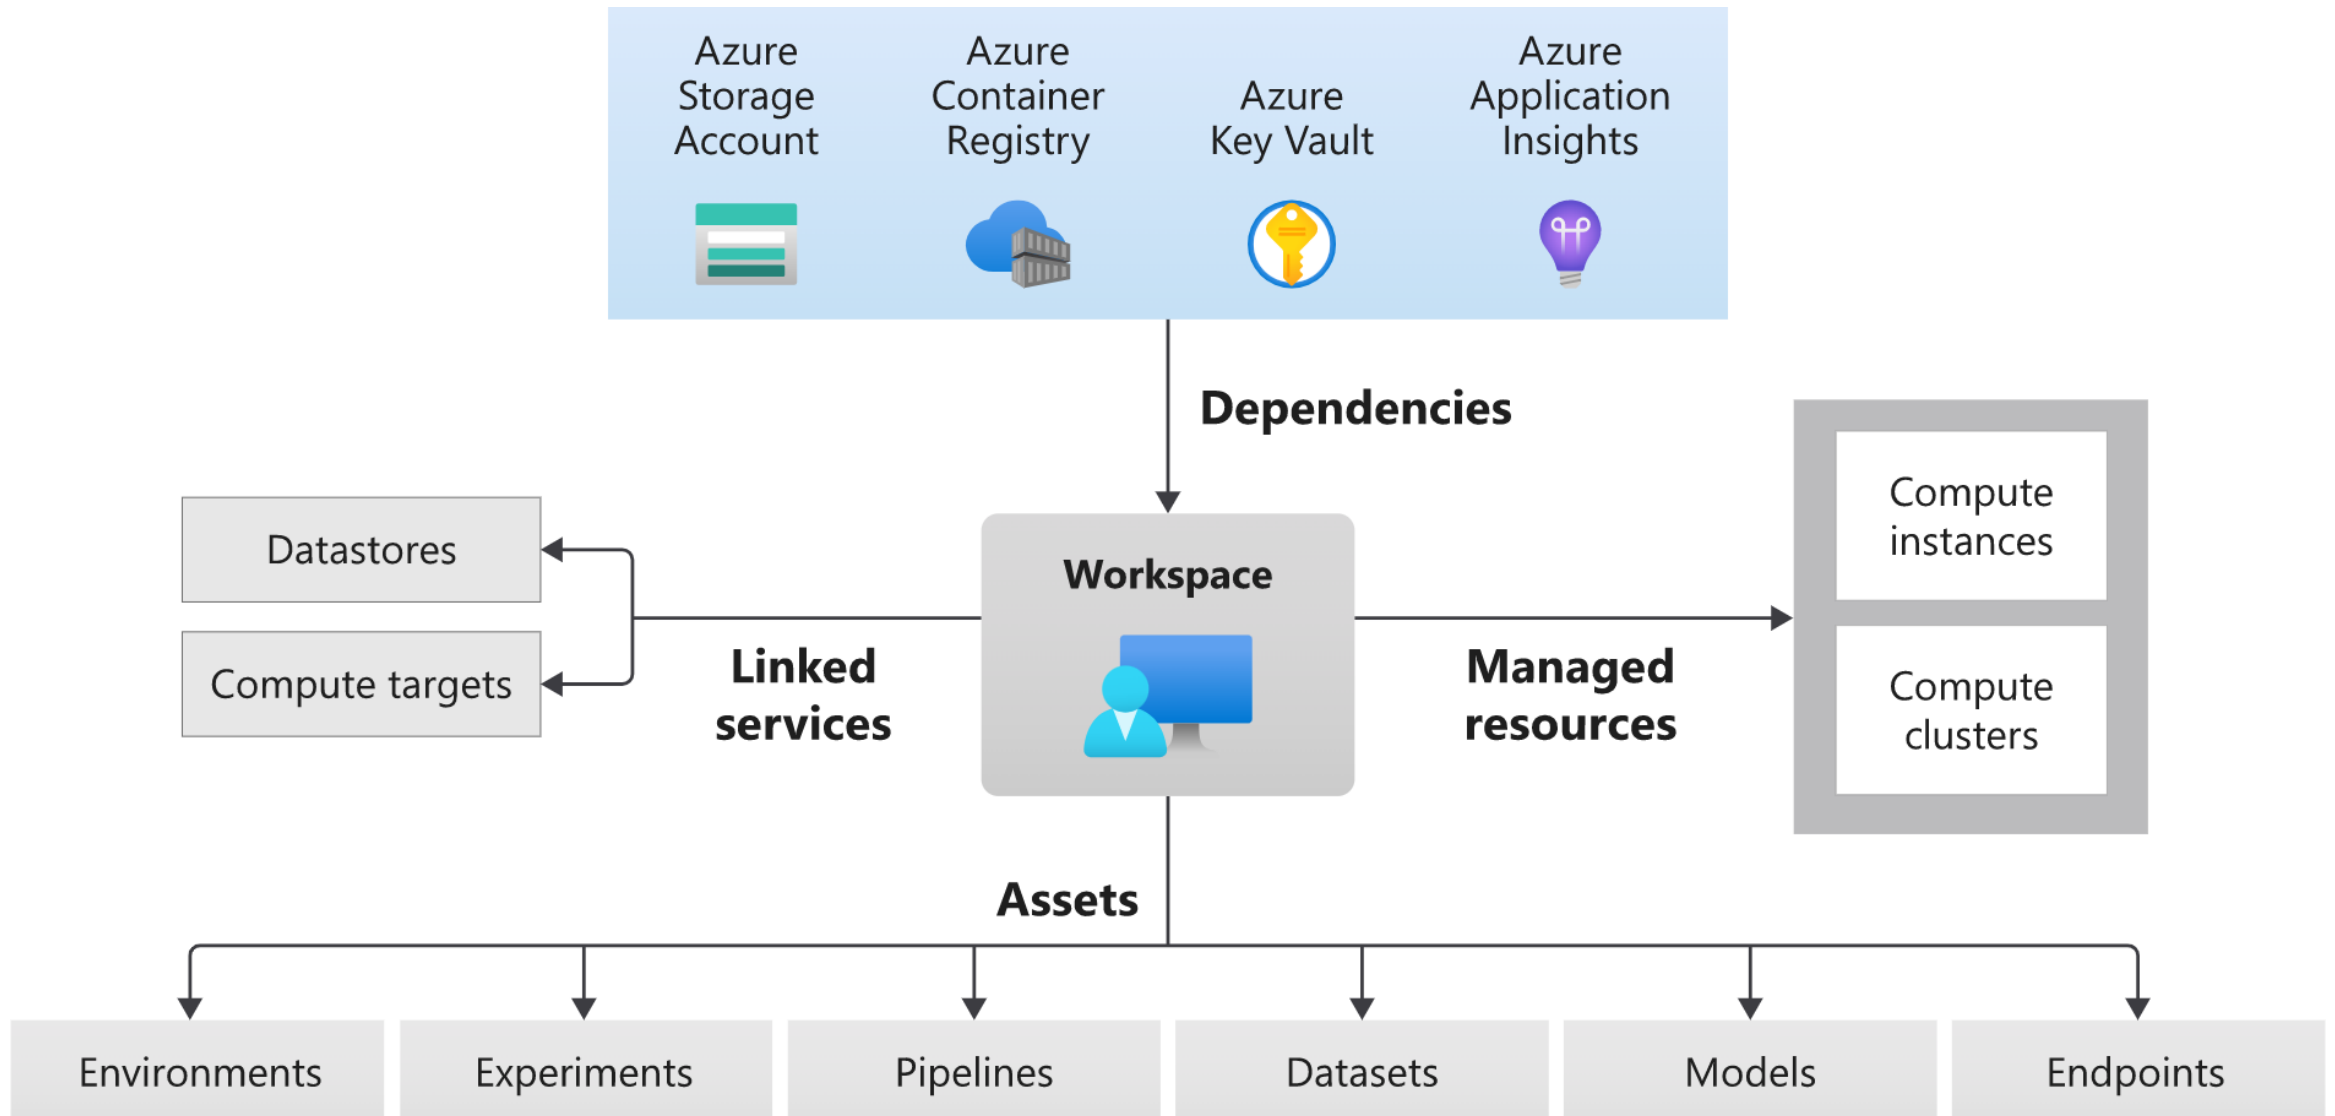 Azure
Storage
Account
Azure
Container
Registry
Azure
Key Vault
Azure
Application
Insights
Dependencies
Datastores
Compute targets
Linked
services
Workspace
Managed
resources
Compute
instances
Compute
clusters
Assets
Environments
Experiments
Pipelines
Datasets
Models
Endpoints